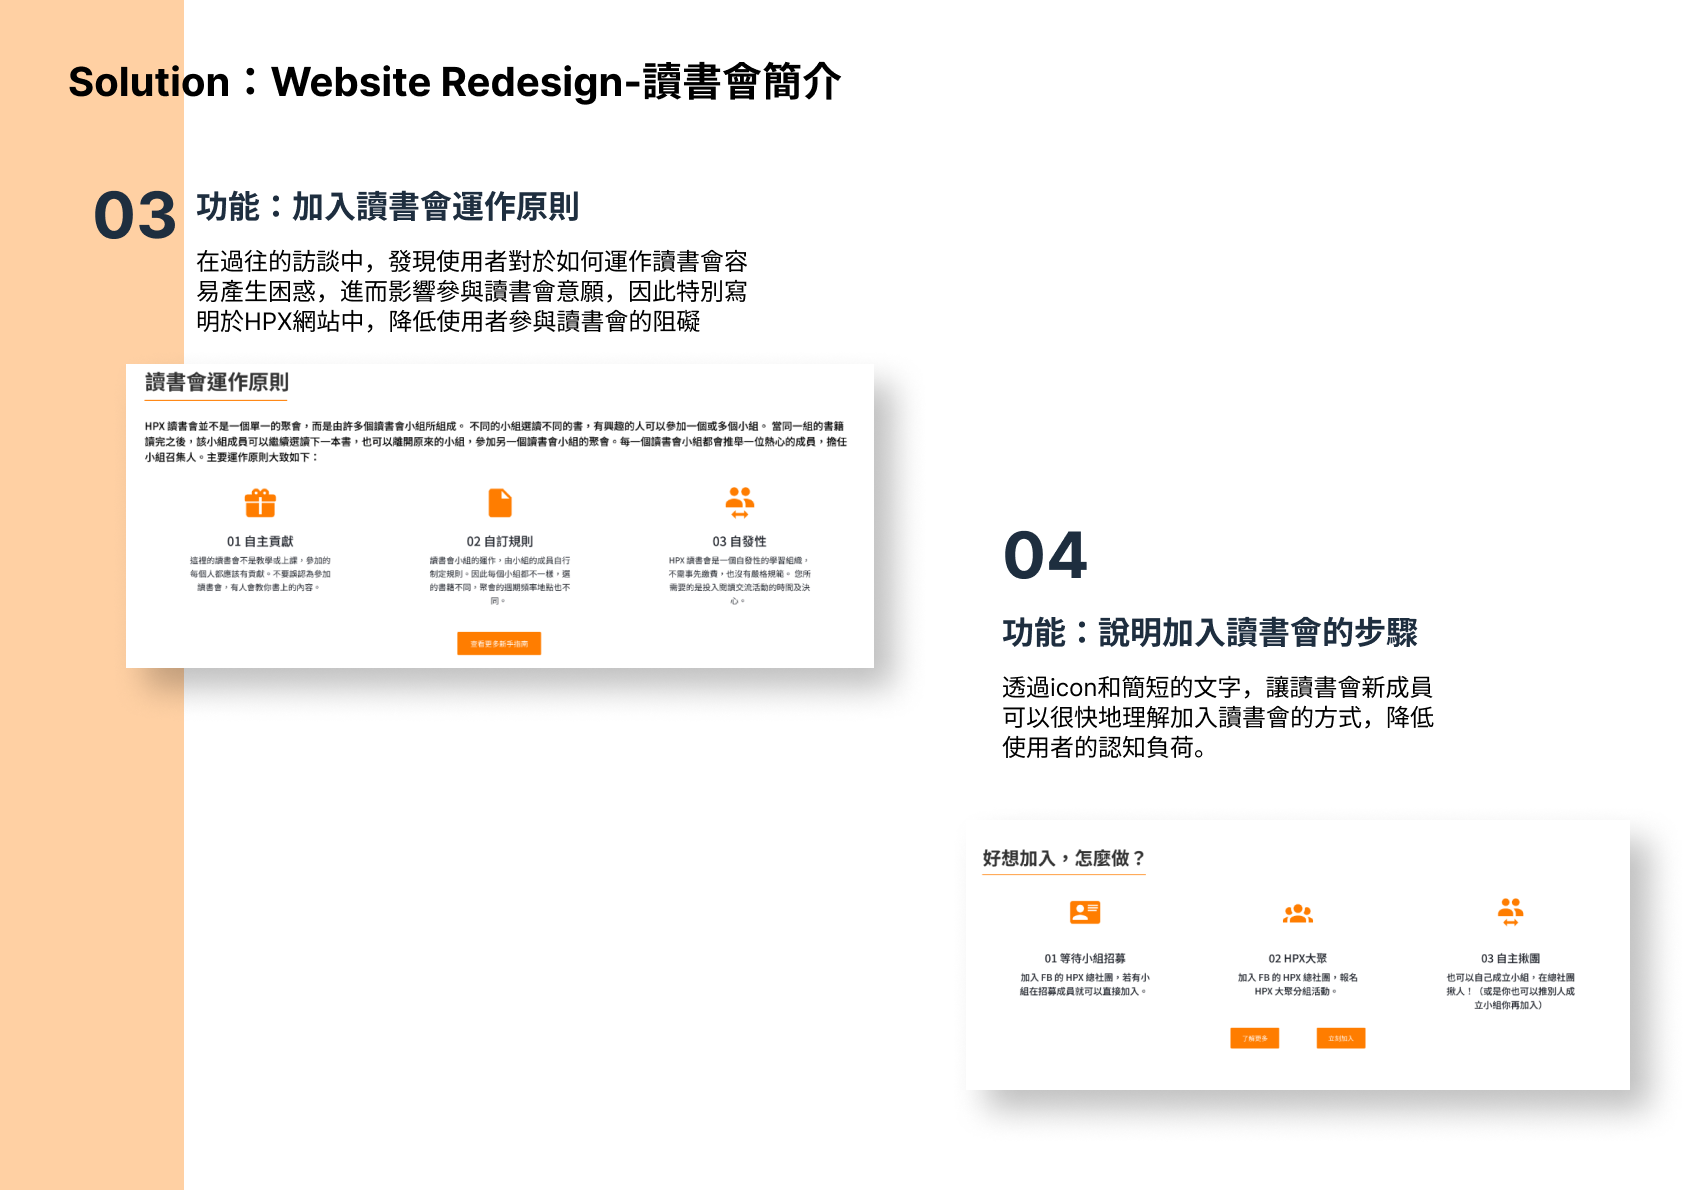 Solution：Website Redesign-讀書會簡介
03
功能：加入讀書會運作原則
在過往的訪談中，發現使用者對於如何運作讀書會容
易產生困惑，進而影響參與讀書會意願，因此特別寫
明於HPX網站中，降低使用者參與讀書會的阻礙
讀書會運作原則
HPX 讀書會並不是一個單一的聚會，而是由許多個讀書會小組所組成。 不同的小組選讀不同的書，有興趣的人可以參加一個或多個小組。 當同一組的書籍
讀完之後，該小組成員可以繼續選讀下一本書，也可以離開原來的小組，參加另一個讀書會小組的聚會。每一個讀書會小組都會推舉一位熱心的成員，擔任
小組召集人。主要運作原則大致如下：
01 自主貢獻
這裡的讀書會不是教學或上課，參加的
每個人都應該有貢獻。不要誤認為參加
讀書會，有人會教你書上的內容。
02 自訂規則
讀書會小組的運作，由小組的成員自行
制定規則。因此每個小組都不一樣，選
的書籍不同，聚會的週期頻率地點也不
同。
03 自發性
HPX 讀書會是一個自發性的學習組織，
不需事先繳費，也沒有嚴格規範。 您所
需要的是投入閱讀交流活動的時間及決
心。
查看更多新手指南
04
功能：說明加入讀書會的步驟
透過icon和簡短的文字，讓讀書會新成員
可以很快地理解加入讀書會的方式，降低
使用者的認知負荷。
好想加入，怎麼做？
01 等待小組招募
加入 FB 的 HPX 總社團，若有小
組在招募成員就可以直接加入。
02 HPX大聚
加入 FB 的 HPX 總社團，報名
HPX 大聚分組活動。
03 自主揪團
也可以自己成立小組，在總社團
揪人！（或是你也可以推別人成
立小組你再加入）
了解更多
立刻加入